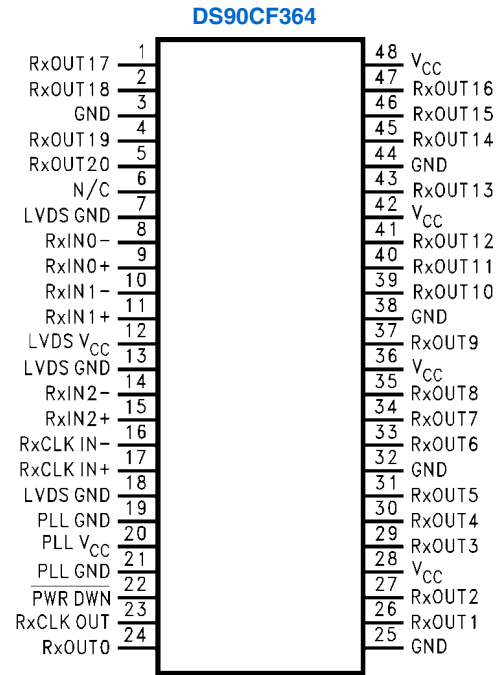 DS90CF364
RxOUT17 1
RxOUT18 2
GND 3
RxOUT19 4
RxOUT20 5
N/C 6
LVDS GND 7
RxIN0- 8
RxIN0+ 9
RxIN1- 10
RxIN1+ 11
LVDS VCC 12
LVDS GND 13
RxIN2- 14
RxIN2+ 15
RxCLK IN- 16
RxCLK IN+ 17
LVDS GND 18
PLL GND 19
PLL VCC 20
PLL GND 21
PWR DWN 22
RxCLK OUT 23
RxOUT0 24
48 VCC
47 RxOUT16
46 RxOUT15
45 RxOUT14
44 GND
43 RxOUT13
42 VCC
41 RxOUT12
40 RxOUT11
39 RxOUT10
38 GND
37 RxOUT9
36 VCC
35 RxOUT8
34 RxOUT7
33 RxOUT6
32 GND
31 RxOUT5
30 RxOUT4
29 RxOUT3
28 VCC
27 RxOUT2
26 RxOUT1
25 GND